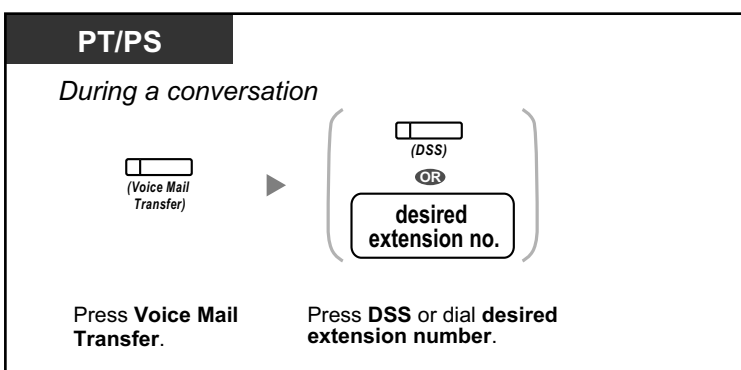 PT/PS
During a conversation
(Voice Mail
Transfer)
(DSS)
OR
desired
extension no.
Press Voice Mail
Transfer.
Press DSS or dial desired
extension number.